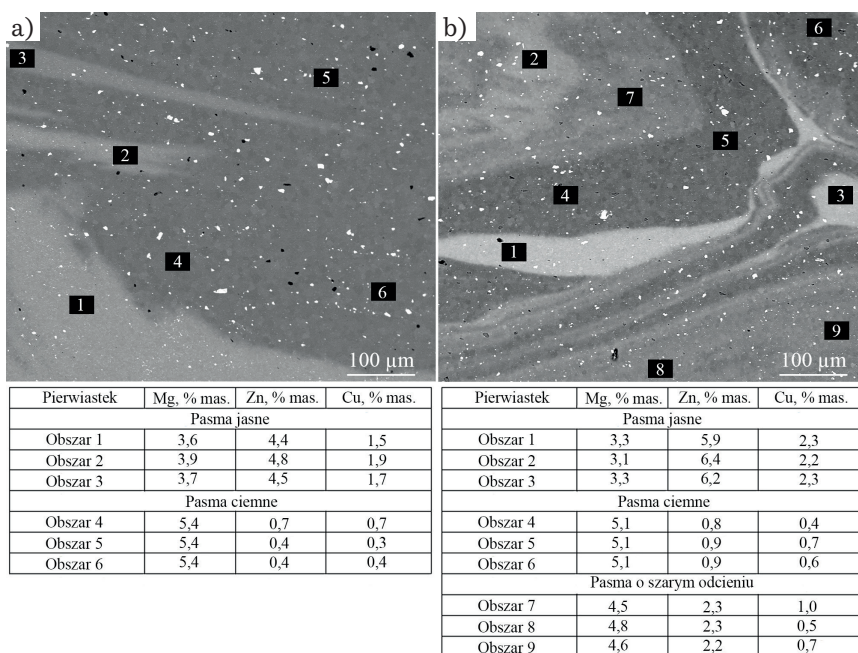 a)
3
5
2
4
6
1
100 µm
b)
6
2
7
5
4
3
1
9
8
100 µm
Pierwiastek Mg, % mas. Zn, % mas. Cu, % mas.
Pasma jasne
Obszar 1 3,6 4,4 1,5
Obszar 2 3,9 4,8 1,9
Obszar 3 3,7 4,5 1,7
Pasma ciemne
Obszar 4 5,4 0,7 0,7
Obszar 5 5,4 0,4 0,3
Obszar 6 5,4 0,4 0,4
Pierwiastek Mg, % mas. Zn, % mas. Cu, % mas.
Pasma jasne
Obszar 1 3,3 5,9 2,3
Obszar 2 3,1 6,4 2,2
Obszar 3 3,3 6,2 2,3
Pasma ciemne
Obszar 4 5,1 0,8 0,4
Obszar 5 5,1 0,9 0,7
Obszar 6 5,1 0,9 0,6
Pasma o szarym odcieniu
Obszar 7 4,5 2,3 1,0
Obszar 8 4,8 2,3 0,5
Obszar 9 4,6 2,2 0,7